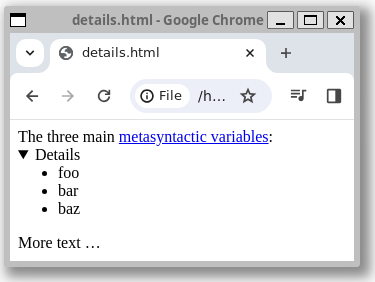 details.html - Google Chrome
details.html
File /h...
The three main metasyntactic variables:
Details
foo
bar
baz
More text …